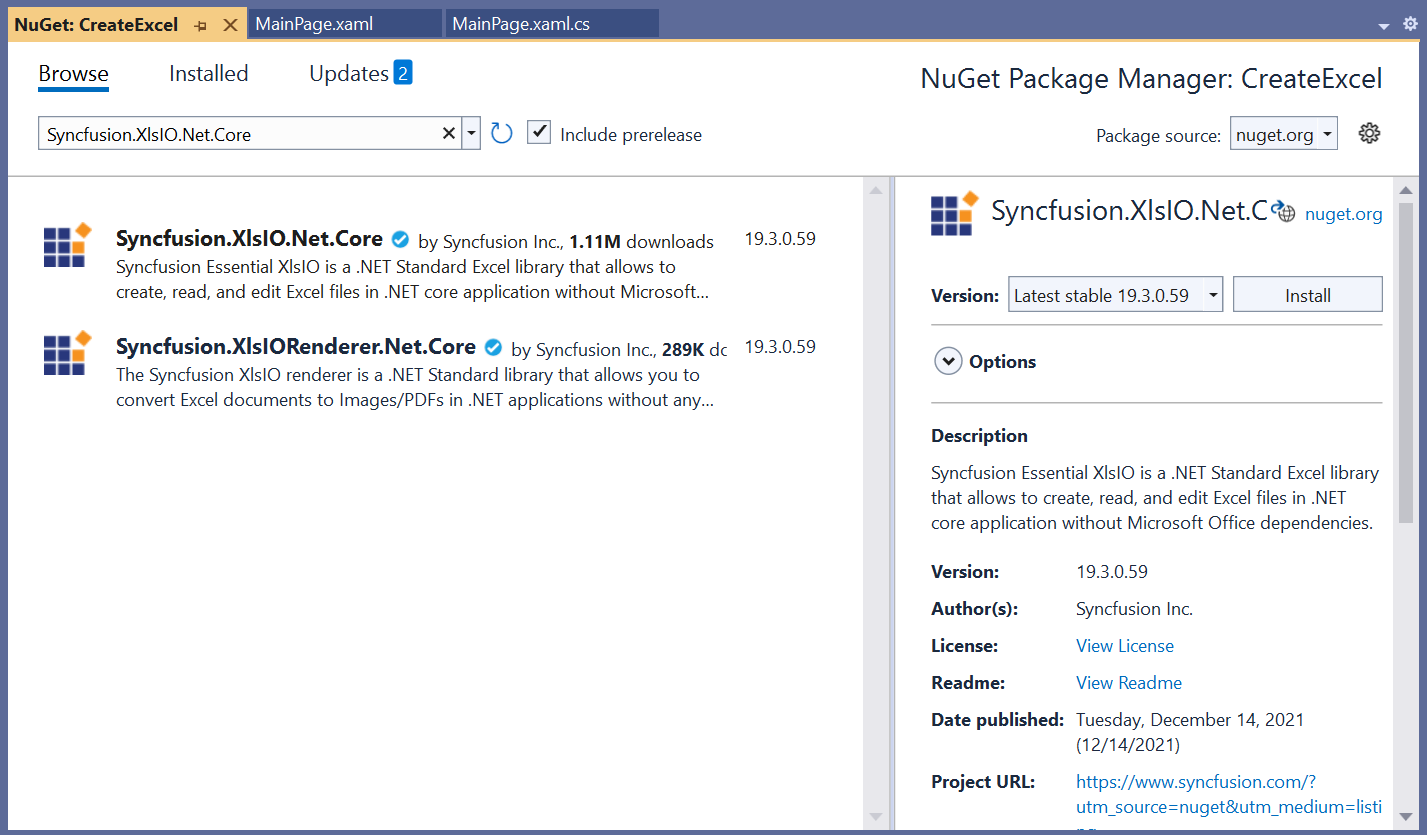 NuGet: CreateExcel
MainPage.xaml
MainPage.xaml.cs
Browse
Installed
Updates 2
NuGet Package Manager: CreateExcel
Syncfusion.XlsIO.Net.Core
Include prerelease
Package source: nuget.org
Syncfusion.XlsIO.Net.Core by Syncfusion Inc., 1.11M downloads 19.3.0.59
Syncfusion Essential XlsIO is a .NET Standard Excel library that allows to
create, read, and edit Excel files in .NET core application without Microsoft...
Syncfusion.XlsIORenderer.Net.Core by Syncfusion Inc., 289K dc 19.3.0.59
The Syncfusion XlsIO renderer is a .NET Standard library that allows you to
convert Excel documents to Images/PDFs in .NET applications without any...
Syncfusion.XlsIO.Net.C nuget.org
Version: Latest stable 19.3.0.59 Install
Options
Description
Syncfusion Essential XlsIO is a .NET Standard Excel library
that allows to create, read, and edit Excel files in .NET
core application without Microsoft Office dependencies.
Version: 19.3.0.59
Author(s): Syncfusion Inc.
License: View License
Readme: View Readme
Date published: Tuesday, December 14, 2021
(12/14/2021)
Project URL: https://www.syncfusion.com/?
utm_source=nuget&utm_medium=listi